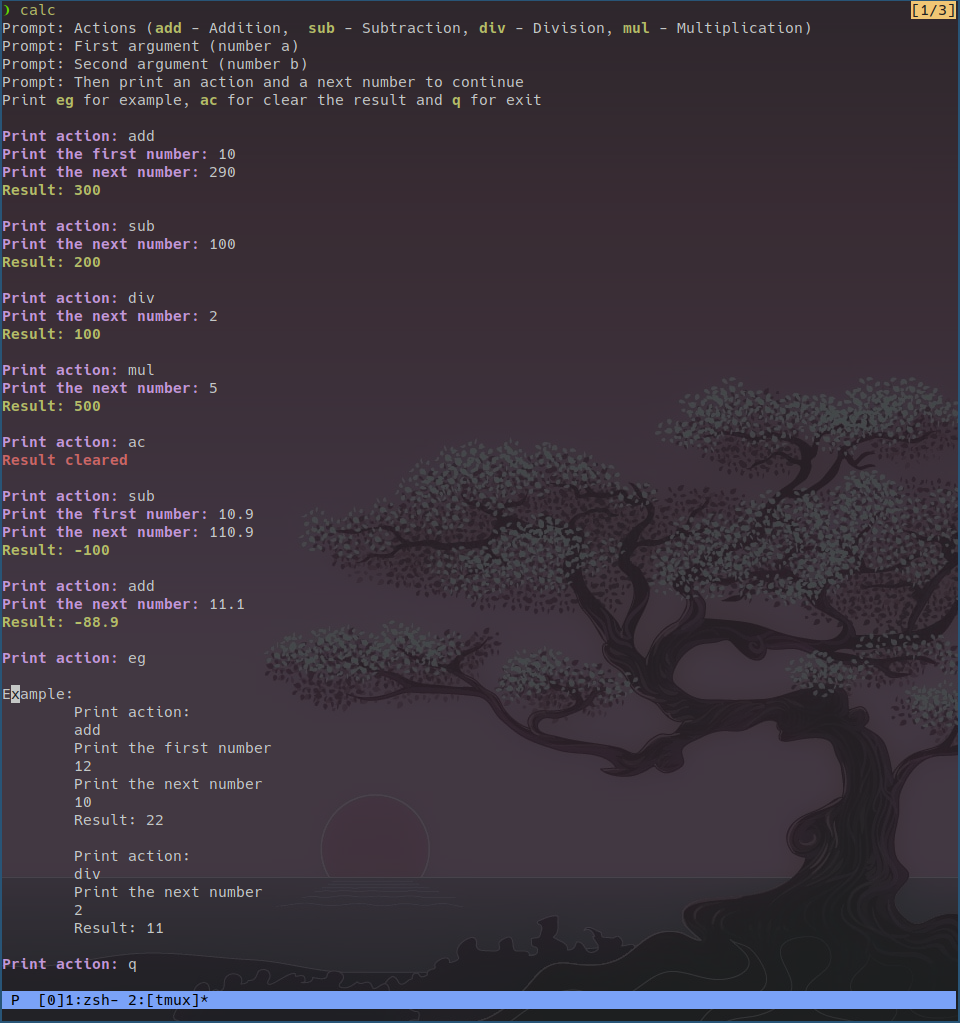 ❩ calc [1/3]
Prompt: Actions (add - Addition,  sub - Subtraction, div - Division, mul - Multiplication)
Prompt: First argument (number a)
Prompt: Second argument (number b)
Prompt: Then print an action and a next number to continue
Print eg for example, ac for clear the result and q for exit
Print action: add
Print the first number: 10
Print the next number: 290
Result: 300
Print action: sub
Print the next number: 100
Result: 200
Print action: div
Print the next number: 2
Result: 100
Print action: mul
Print the next number: 5
Result: 500
Print action: ac
Result cleared
Print action: sub
Print the first number: 10.9
Print the next number: 110.9
Result: -100
Print action: add
Print the next number: 11.1
Result: -88.9
Print action: eg
Example:
Print action:
add
Print the first number
12
Print the next number
10
Result: 22
Print action:
div
Print the next number
2
Result: 11
Print action: q
P  [0]1:zsh- 2:[tmux]*